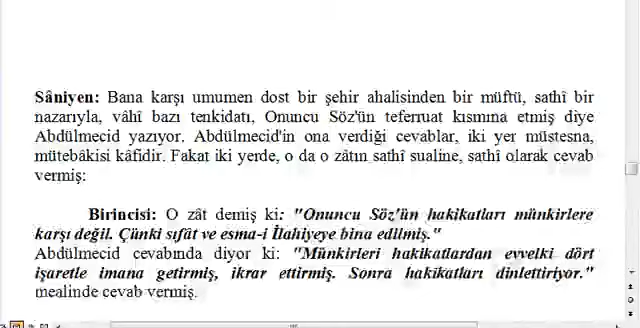 Sâniyen: Bana karşı umumen dost bir şehir ahalisinden bir müftü, sathî bir
nazarıyla, vâhî bazı tenkidatı, Onuncu Söz'ün teferruat kısmına etmiş diye
Abdülmecid yazıyor. Abdülmecid'in ona verdiği cevablar, iki yer müstesna,
mütebâkisi kâfidir. Fakat iki yerde, o da o zâtın sathî sualine, sathî olarak cevab
vermiş:
Birincisi: O zât demiş ki: "Onuncu Söz'ün hakikatları münkirlere
karşı değil. Çünki sıfât ve esma-i İlahiyeye bina edilmiş."
Abdülmecid cevabında diyor ki: "Münkirleri hakikatlardan evvelki dört
işaretle imana getirmiş, ikrar ettirmiş. Sonra hakikatları dinlettiriyor."
mealinde cevab vermiş.